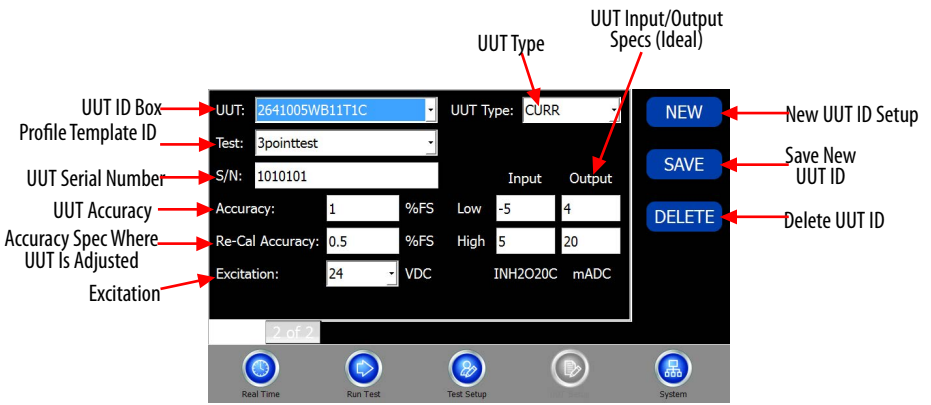 UUT Input/Output
Specs (Ideal)
UUT Type
UUT ID Box
Profile Template ID
UUT Serial Number
UUT Accuracy
Accuracy Spec Where
UUT Is Adjusted
Excitation
UUT: 2641005WB11T1C UUT Type: CURR
Test: 3pointtest
S/N: 1010101
Input Output
Accuracy: 1 %FS Low -5 4
Re-Cal Accuracy: 0.5 %FS High 5 20
Excitation: 24 VDC INH2O20C mADC
2 of 2
NEW
SAVE
DELETE
New UUT ID Setup
Save New
UUT ID
Delete UUT ID
Real Time
Run Test
Test Setup
System